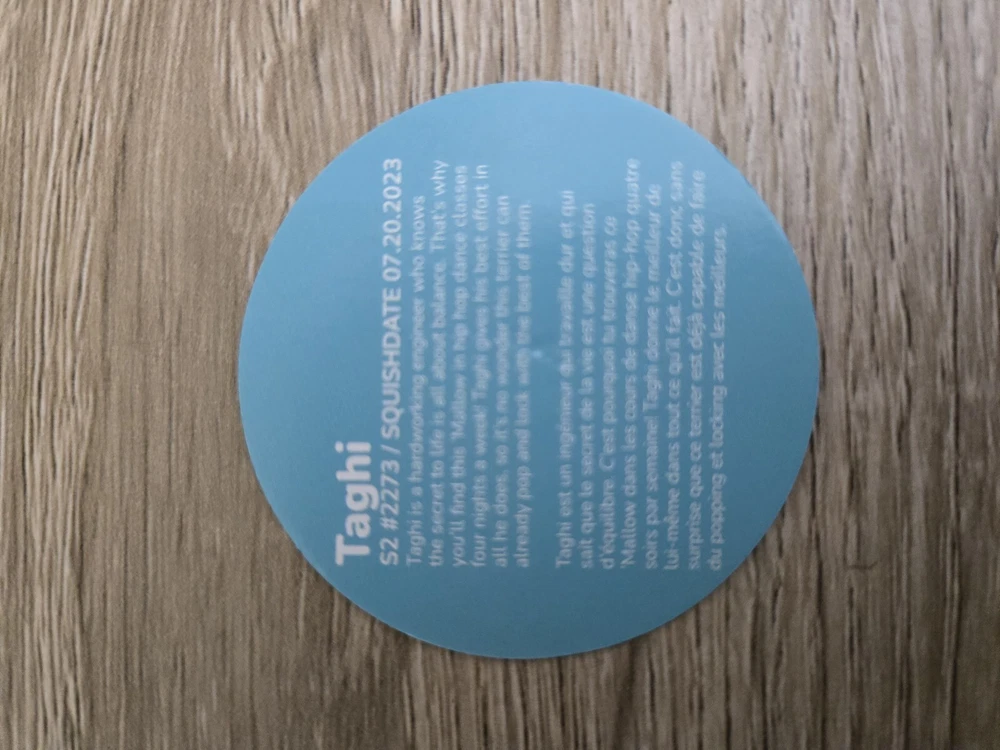 Taghi
S2 #2273 / SQUISHDATE 07.20.2023
Taghi is a hardworking engineer who knows
the secret to life is all about balance. That's why
you'll find this 'Mallow in hip hop dance classes
four nights a week! Taghi gives his best effort in
all he does, so it's no wonder this terrier can
already pop and lock with the best of them.
Taghi est un ingénieur qui travaille dur et qui
sait que le secret de la vie est une question
d'équilibre. C'est pourquoi tu trouveras ce
'Mallow dans les cours de danse hip-hop quatre
soirs par semaine! Taghi donne le meilleur de
lui-même dans tout ce qu'il fait. C'est donc sans
surprise que ce terrier est déjà capable de faire
du popping et locking avec les meilleurs.